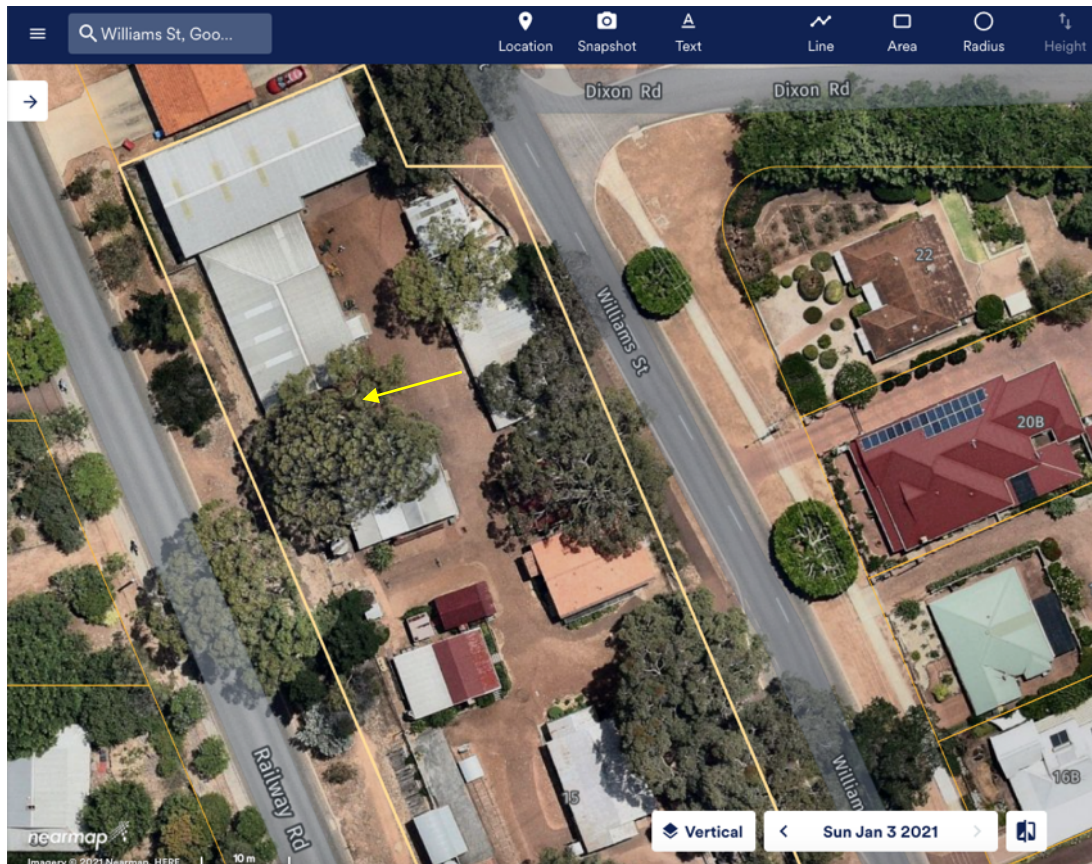 Williams St, Goo...
Location
Snapshot
Text
Line
Area
Radius
Height
Dixon Rd
Dixon Rd
22
Williams St
20B
Railway Rd
15
William
16B
Vertical
Sun Jan 3 2021
nearmap
Imagery © 2021 Nearmap, HERE
10 m